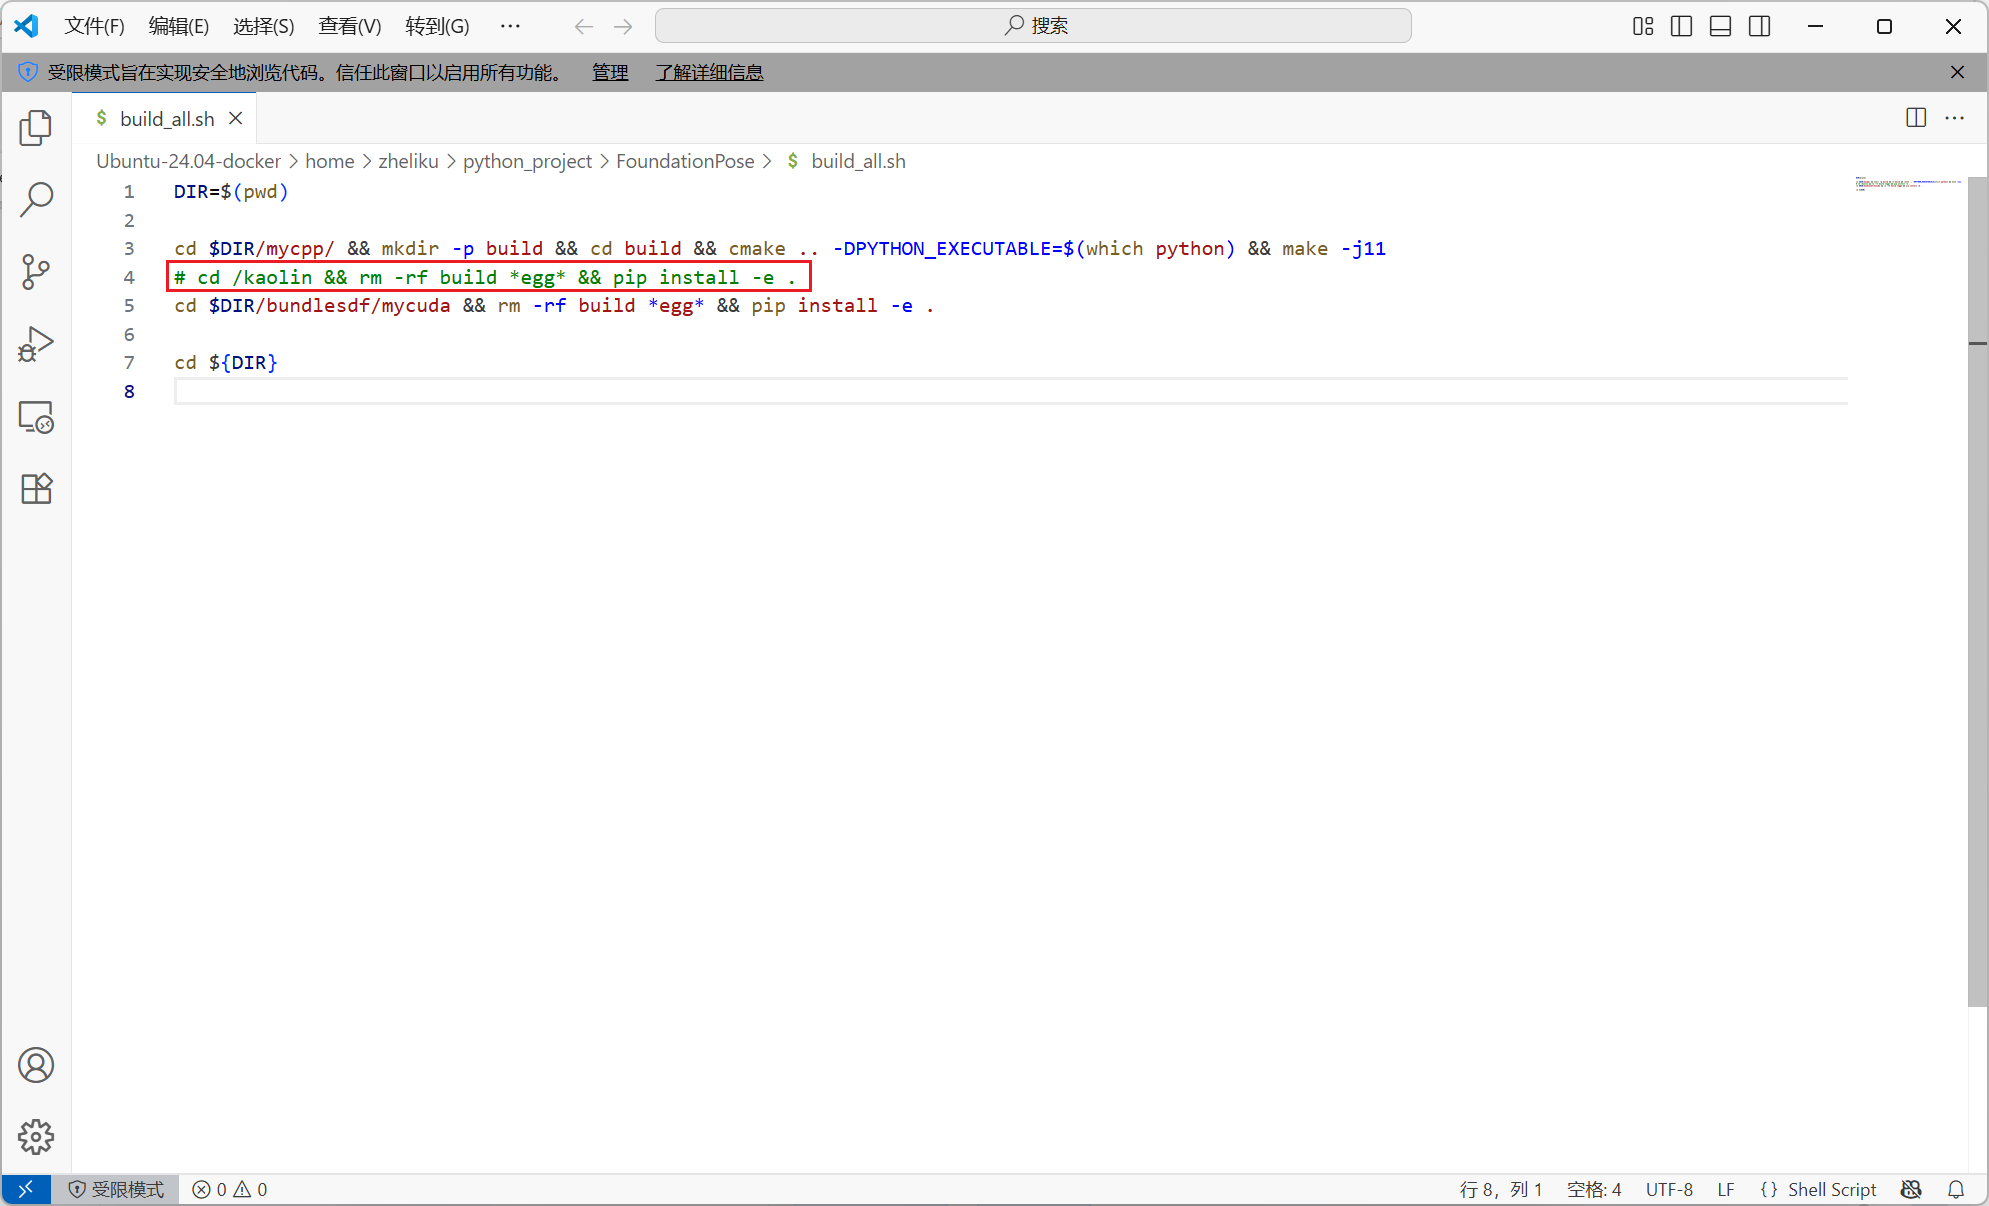 文件(F) 编辑(E) 选择(S) 查看(V) 转到(G) ··· 搜索
受限模式旨在实现安全地浏览代码。信任此窗口以启用所有功能。 管理 了解详细信息
$ build_all.sh
Ubuntu-24.04-docker > home > zheliku > python_project > FoundationPose > $ build_all.sh
1 DIR=$(pwd)
2
3 cd $DIR/mycpp/ && mkdir -p build && cd build && cmake .. -DPYTHON_EXECUTABLE=$(which python) && make -j11
4 # cd /kaolin && rm -rf build *egg* && pip install -e .
5 cd $DIR/bundlesdf/mycuda && rm -rf build *egg* && pip install -e .
6
7 cd ${DIR}
8
受限模式 0 0 行 8，列 1 空格: 4 UTF-8 LF {} Shell Script